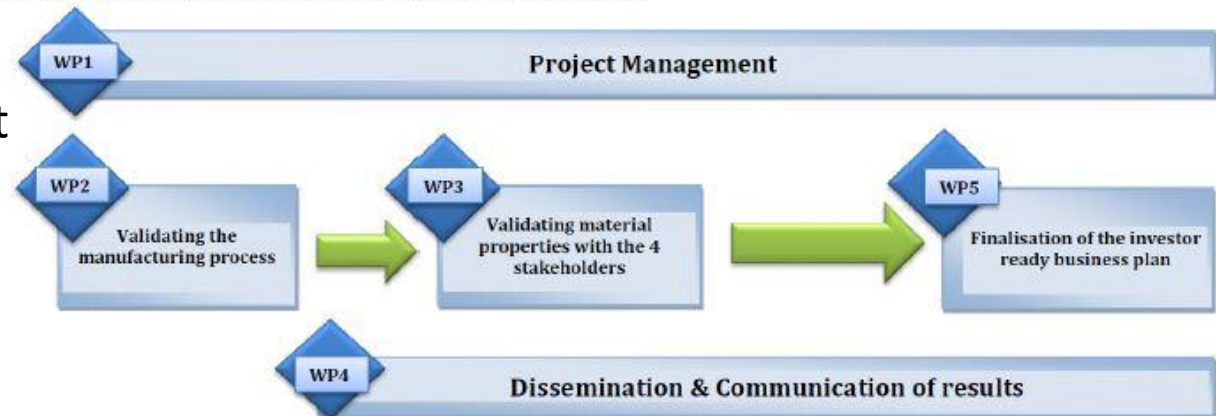 WP1
Project Management
t
WP2
Validating the
manufacturing process
WP3
Validating material
properties with the 4
stakeholders
WP5
Finalisation of the investor
ready business plan
WP4
Dissemination & Communication of results